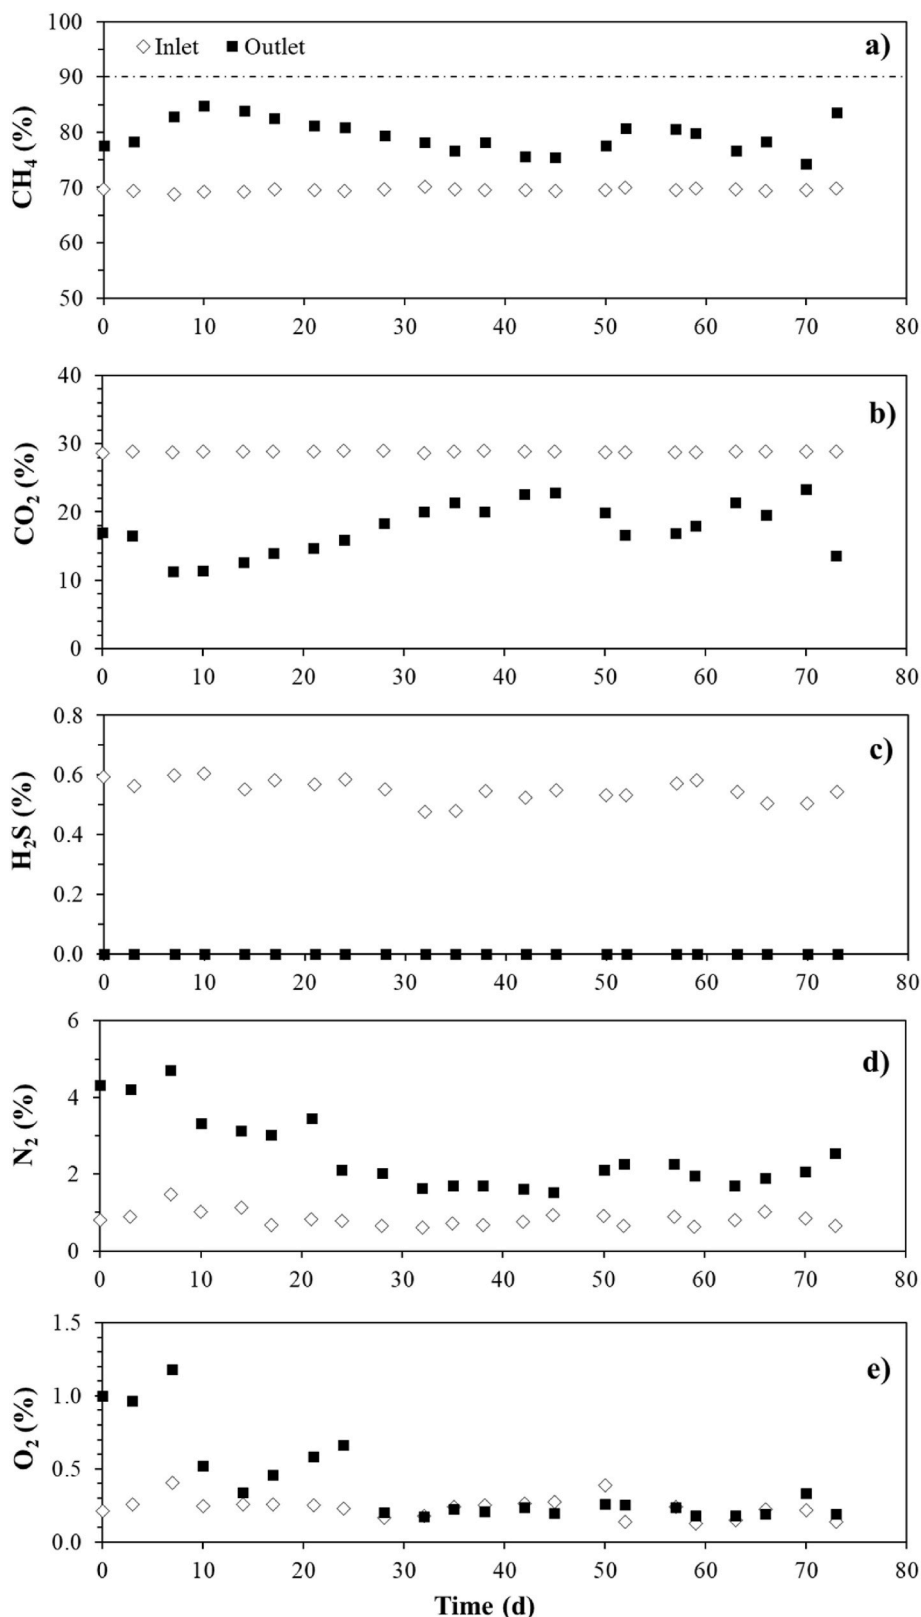 100
90
80
70
60
50
CH₄ (%)
Inlet Outlet
a)
0 10 20 30 40 50 60 70 80
40
30
20
10
0
CO₂ (%)
b)
0 10 20 30 40 50 60 70 80
0.8
0.6
0.4
0.2
0.0
H₂S (%)
c)
0 10 20 30 40 50 60 70 80
6
4
2
0
N₂ (%)
d)
0 10 20 30 40 50 60 70 80
1.5
1.0
0.5
0.0
O₂ (%)
e)
0 10 20 30 40 50 60 70 80
Time (d)